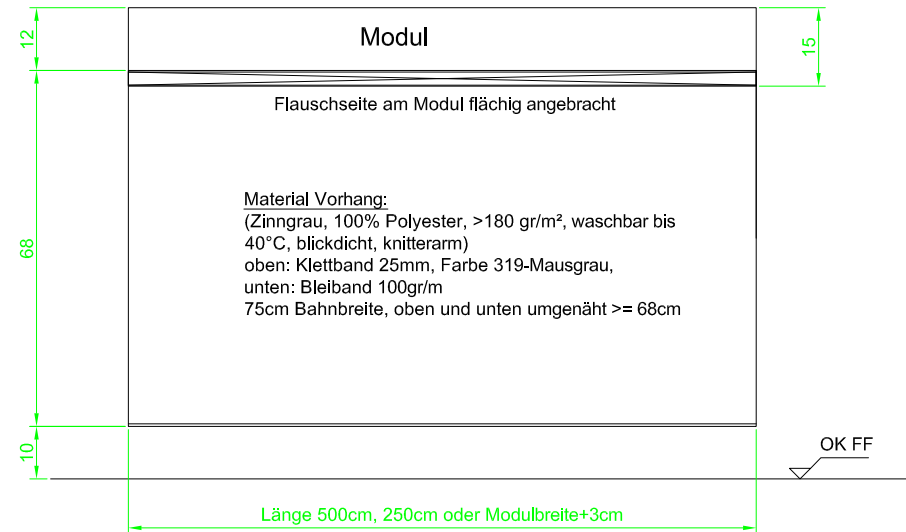 12
Modul
15
Flauschseite am Modul flächig angebracht
68
Material Vorhang:
(Zinngrau, 100% Polyester, >180 gr/m², waschbar bis
40°C, blickdicht, knitterarm)
oben: Klettband 25mm, Farbe 319-Mausgrau,
unten: Bleiband 100gr/m
75cm Bahnbreite, oben und unten umgenäht >= 68cm
10
OK FF
Länge 500cm, 250cm oder Modulbreite+3cm